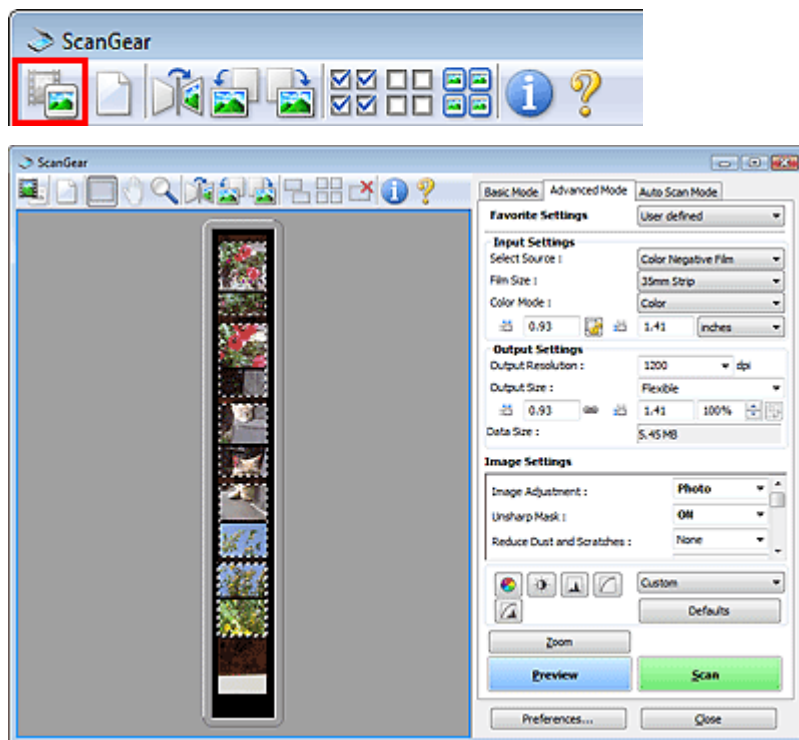 ScanGear
ScanGear
Basic Mode Advanced Mode Auto Scan Mode
Favorite Settings User defined
Input Settings
Select Source : Color Negative Film
Film Size : 35mm Strip
Color Mode : Color
0.93 1.41 inches
Output Settings
Output Resolution : 1200 dpi
Output Size : Flexible
0.93 1.41 100%
Data Size : 5.45 MB
Image Settings
Image Adjustment : Photo
Unsharp Mask : ON
Reduce Dust and Scratches : None
Custom
Defaults
Zoom
Preview Scan
Preferences... Close